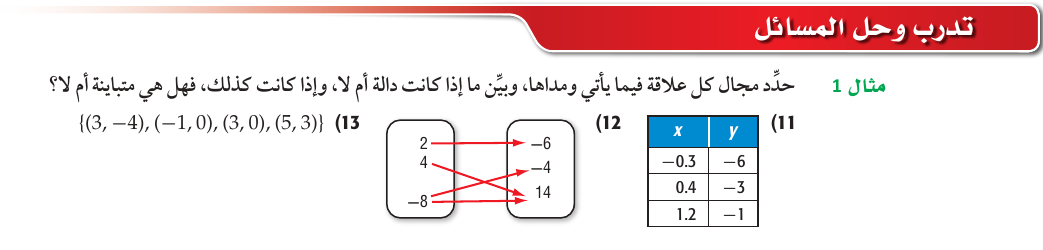 تدرب وحل المسائل
مثال 1 حدِّد مجال كل علاقة فيما يأتي ومداها، وبيِّن ما إذا كانت دالة أم لا، وإذا كانت كذلك، فهل هي متباينة أم لا؟
(11
x y
−0.3 −6
0.4 −3
1.2 −1
(12
2 −6
4 −4
−8 14
(13 {(3, −4), (−1, 0), (3, 0), (5, 3)}